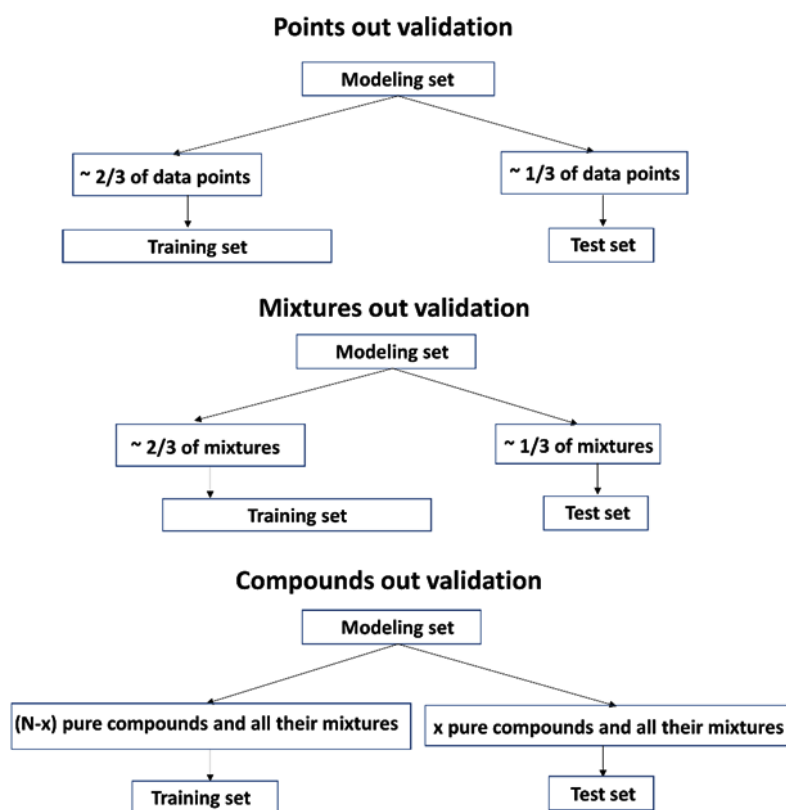 Points out validation
Modeling set
~ 2/3 of data points
~ 1/3 of data points
Training set
Test set
Mixtures out validation
Modeling set
~ 2/3 of mixtures
~ 1/3 of mixtures
Training set
Test set
Compounds out validation
Modeling set
(N-x) pure compounds and all their mixtures
x pure compounds and all their mixtures
Training set
Test set